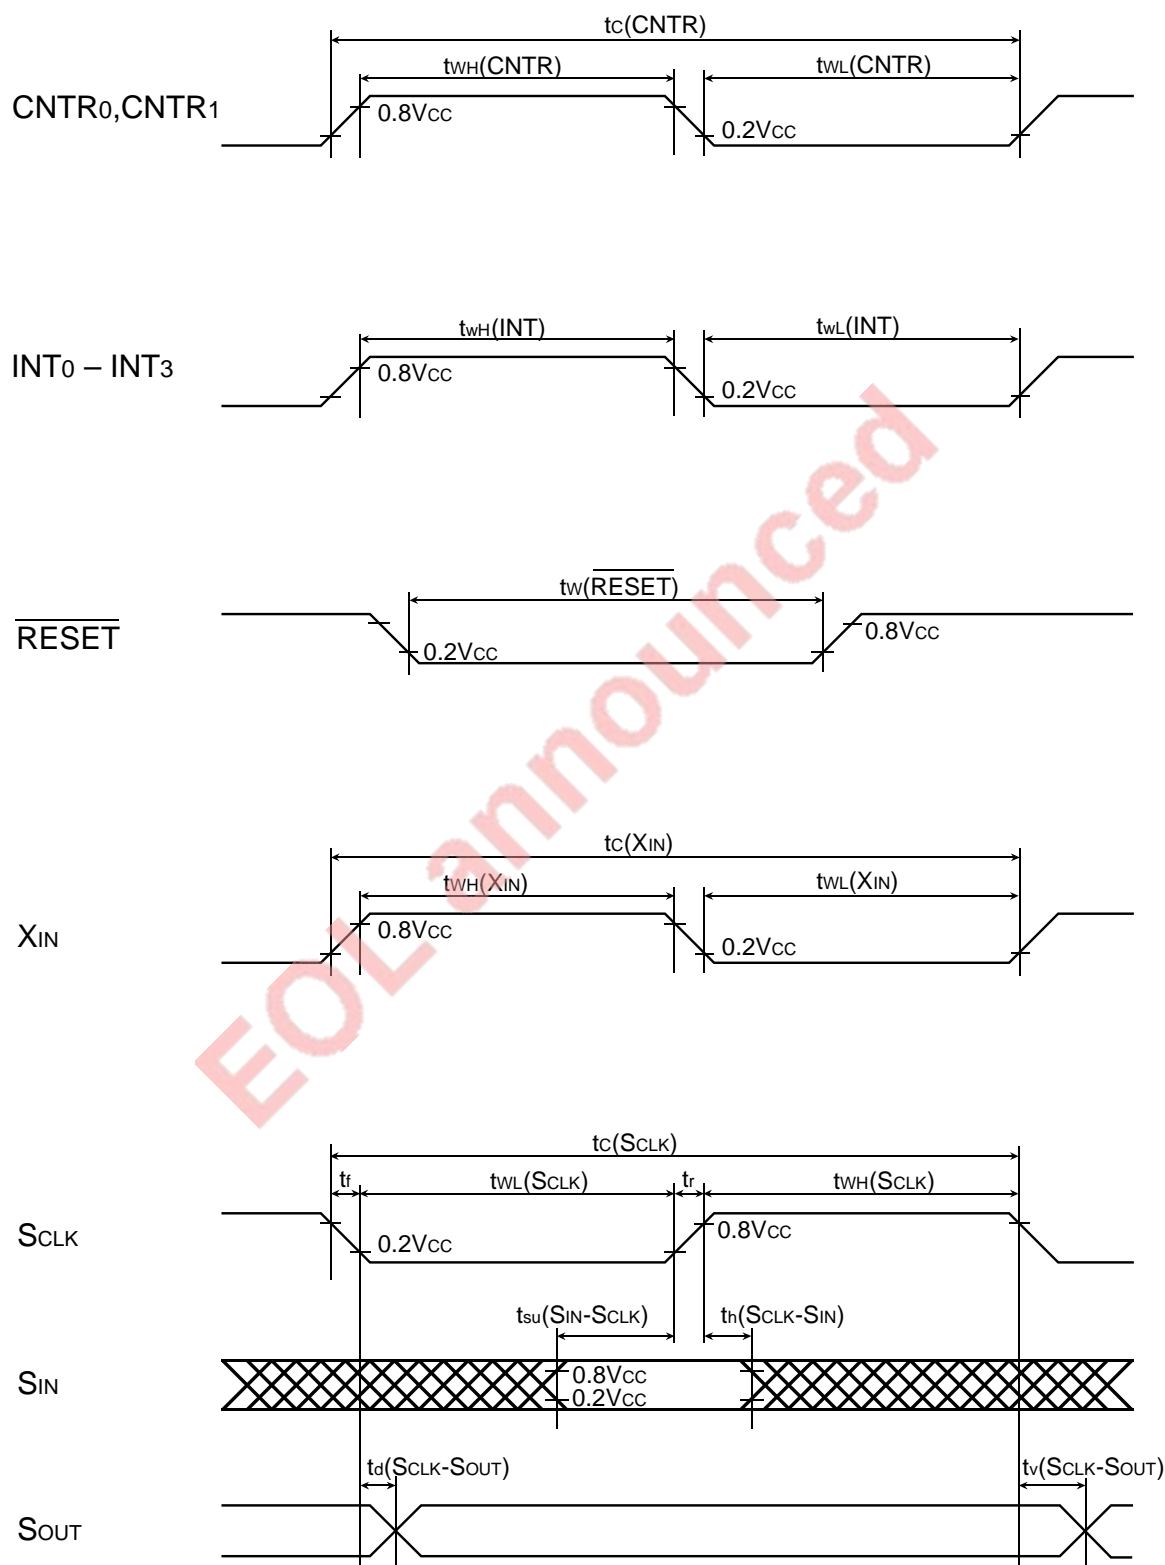 tC(CNTR)
tWH(CNTR)
tWL(CNTR)
CNTR0,CNTR1
0.8VCC
0.2VCC
twH(INT)
twL(INT)
INT0 – INT3
0.8VCC
0.2VCC
tW(RESET)
RESET
0.2VCC
0.8VCC
tC(XIN)
tWH(XIN)
tWL(XIN)
XIN
0.8VCC
0.2VCC
EOL announced
tC(SCLK)
tf
tWL(SCLK)
tr
tWH(SCLK)
SCLK
0.2VCC
0.8VCC
tsu(SIN-SCLK)
th(SCLK-SIN)
SIN
0.8VCC
0.2VCC
td(SCLK-SOUT)
tv(SCLK-SOUT)
SOUT